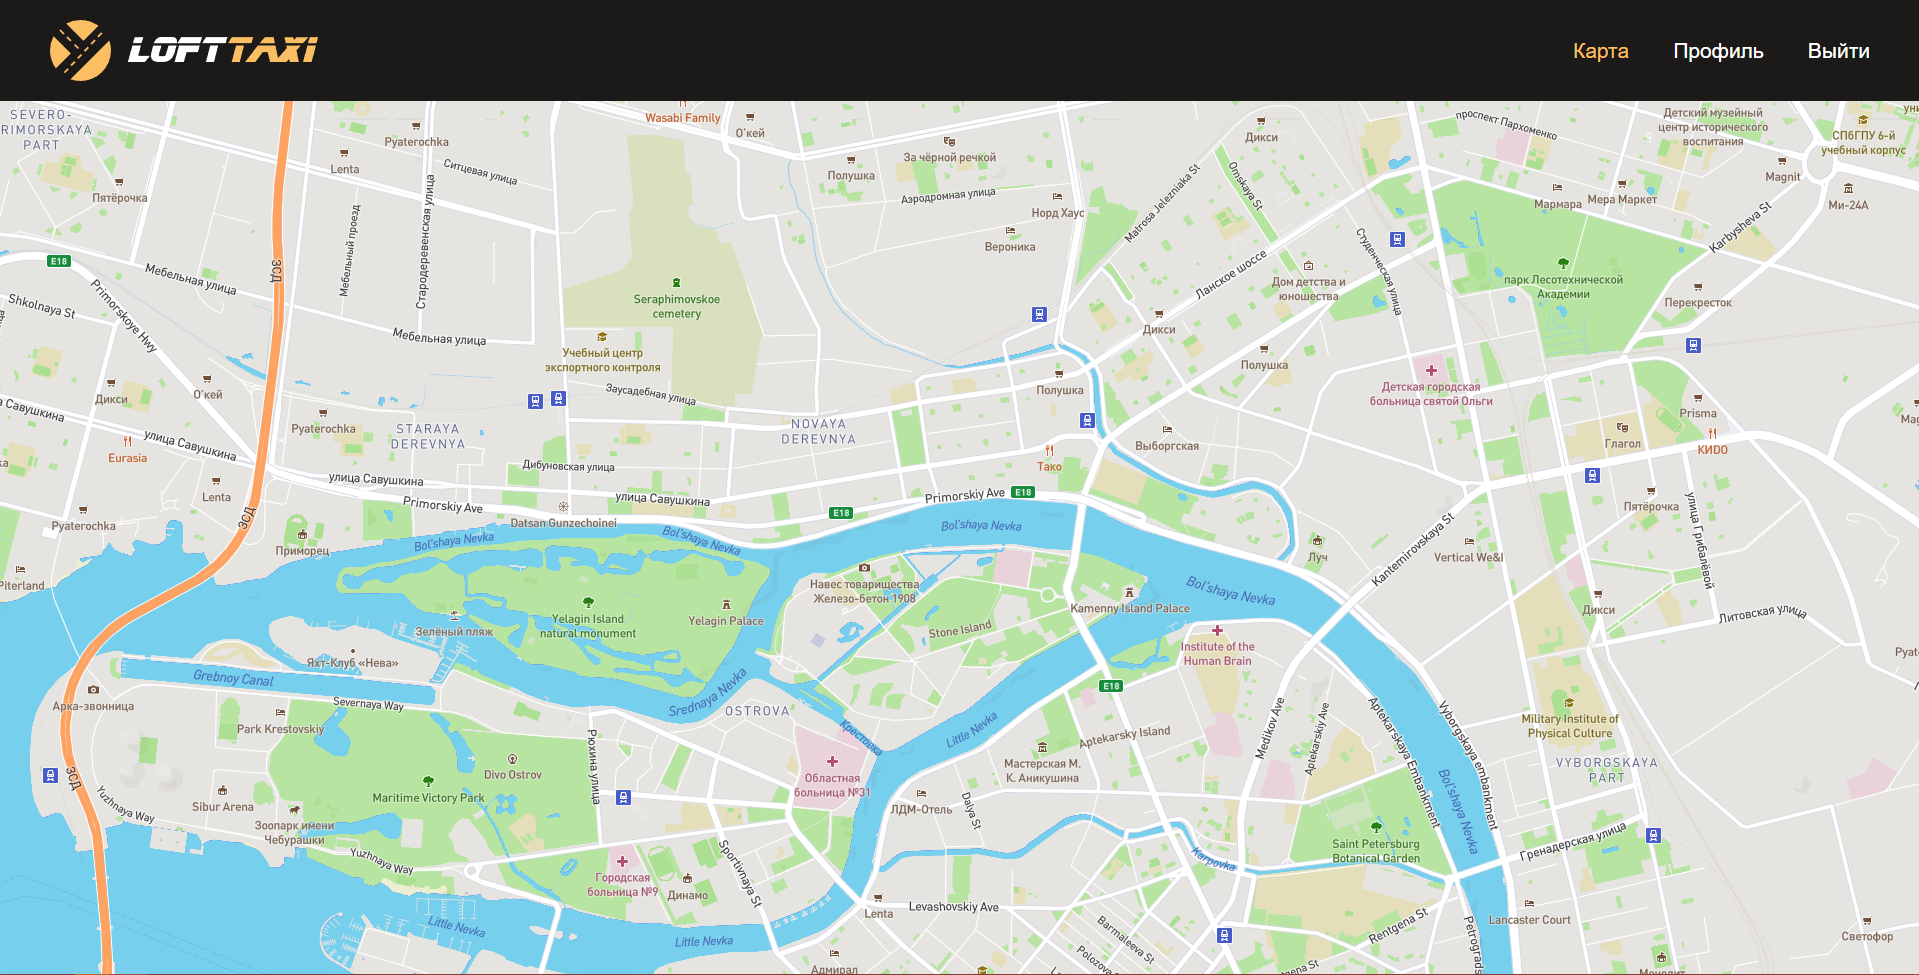 LOFTTAXI
Карта
Профиль
Выйти
SEVERO-
PRIMORSKAYA
PART
Wasabi Family
О'кей
Pyaterochka
Lenta
Ситцевая улица
Пятёрочка
Мебельный проезд
Стародеревенская улица
За чёрной речкой
Полушка
Аэродромная улица
Норд Хаус
Вероника
Дикси
Matrosa Jelezniaka St
Omskaya St
проспект Пархоменко
Детский музейный
центр исторического
воспитания
СПбГПУ 6-й
учебный корпус
Magnit
Ми-24А
Мармара
Мера Маркет
Karbysheva St
Студенческая улица
Ланское шоссе
Дом детства и
юношества
парк Лесотехнической
Академии
Перекресток
E18
ЗСД
Мебельная улица
Primorskoye Hwy
Shkolnaya St
Мебельная улица
Seraphimovskoe
cemetery
Учебный центр
экспортного контроля
Заусадебная улица
Дикси
Полушка
Полушка
Детская городская
больница святой Ольги
Prisma
Глагол
КИDО
Дикси
О'кей
Савушкина
улица Савушкина
Pyaterochka
STARAYA
DEREVNYA
NOVAYA
DEREVNYA
Eurasia
Lenta
Pyaterochka
Дибуновская улица
улица Савушкина
улица Савушкина
Primorskiy Ave
Primorskiy Ave
E18
E18
Тако
Выборгская
Datsan Gunzechoinei
Приморец
ЗСД
Piterland
Bol'shaya Nevka
Bol'shaya Nevka
Bol'shaya Nevka
Bol'shaya Nevka
Луч
Kantemirovskaya St
Vertical We&I
Пятёрочка
улица Грибалёвой
Дикси
Литовская улица
Навес товарищества
Железо-бетон 1908
Kamenny Island Palace
Yelagin Island
natural monument
Yelagin Palace
Зелёный пляж
Stone Island
Institute of the
Human Brain
E18
Яхт-Клуб «Нева»
Grebnoy Canal
Severnaya Way
Арка-звонница
Park Krestovskiy
Srednaya Nevka
OSTROVA
Крестовка
Little Nevka
Рюхина улица
Divo Ostrov
Maritime Victory Park
Областная
больница №31
Мастерская М.
К. Аникушина
Aptekarsky Island
Medikov Ave
Aptekarskiy Ave
Aptekarskaya Embankment
Vyborgskaya embankment
Bol'shaya Nevka
Military Institute of
Physical Culture
VYBORGSKAYA
PART
ЗСД
Yuzhnaya Way
Sibur Arena
Зоопарк имени
Чебурашки
Yuzhnaya Way
Городская
больница №9
Динамо
Sportivnaya St
ЛДМ-Отель
Dalya St
Karpovka
Saint Petersburg
Botanical Garden
Гренадерская улица
Lenta
Levashovskiy Ave
Barmaleeva St
Polozova
Rentgena St
Lancaster Court
Светофор
Little Nevka
Little Nevka
Адмирал
Монолит